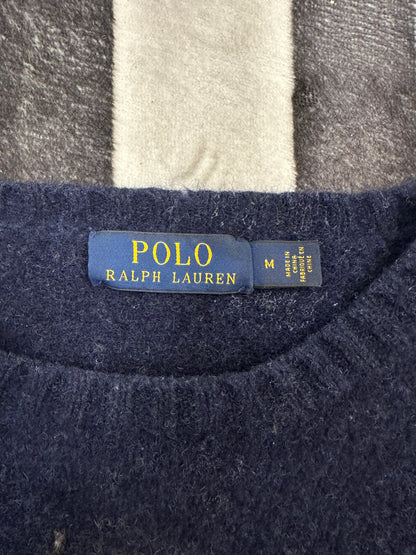 POLO
RALPH LAUREN
M
MADE IN
CHINA
FABRIQUÉ EN
CHINE